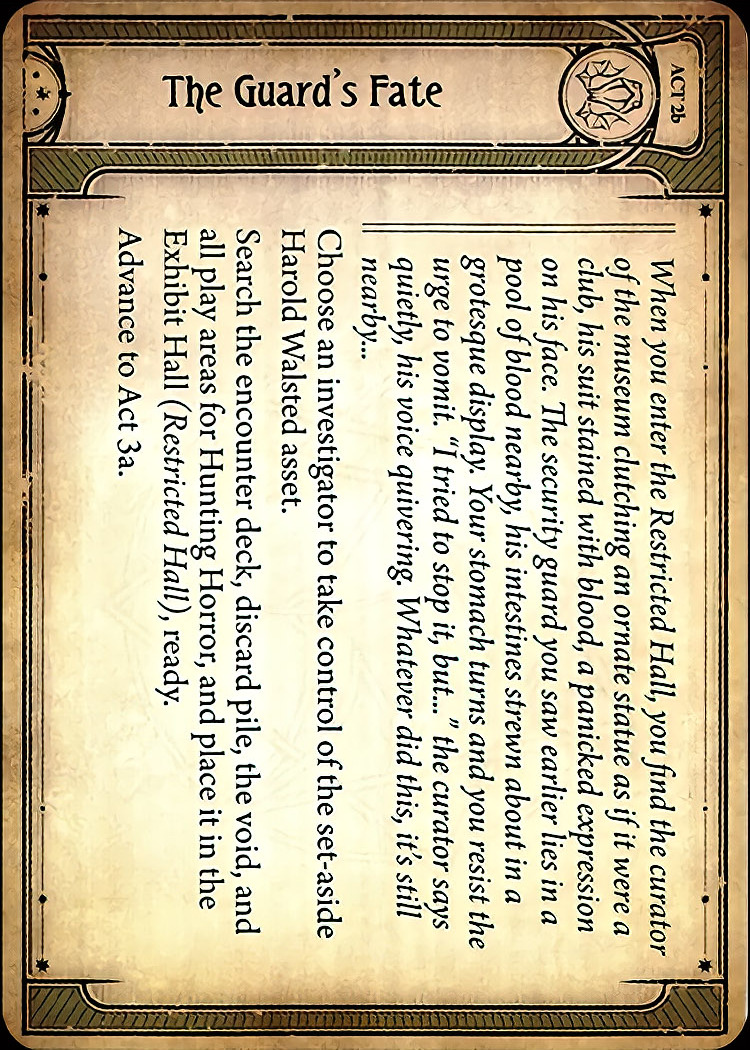 ACT 2b
The Guard's Fate
When you enter the Restricted Hall, you find the curator
of the museum clutching an ornate statue as if it were a
club, his suit stained with blood, a panicked expression
on his face. The security guard you saw earlier lies in a
pool of blood nearby, his intestines strewn about in a
grotesque display. Your stomach turns and you resist the
urge to vomit. “I tried to stop it, but...” the curator says
quietly, his voice quivering. Whatever did this, it’s still
nearby...
Choose an investigator to take control of the set-aside
Harold Walsted asset.
Search the encounter deck, discard pile, the void, and
all play areas for Hunting Horror, and place it in the
Exhibit Hall (Restricted Hall), ready.
Advance to Act 3a.